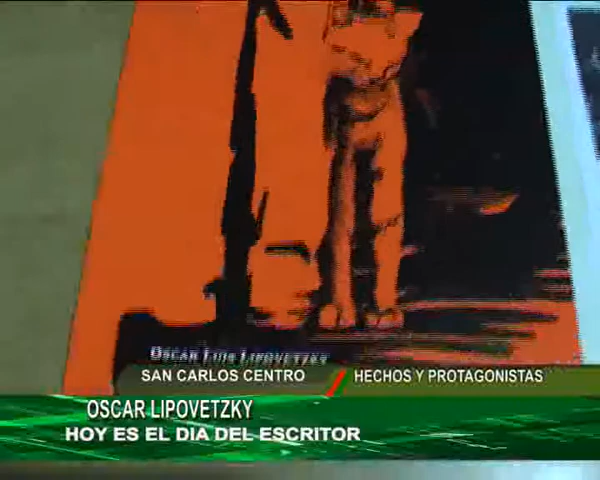 OSCAR LUIS LIPOVETZKY
SAN CARLOS CENTRO / HECHOS Y PROTAGONISTAS
OSCAR LIPOVETZKY
HOY ES EL DIA DEL ESCRITOR